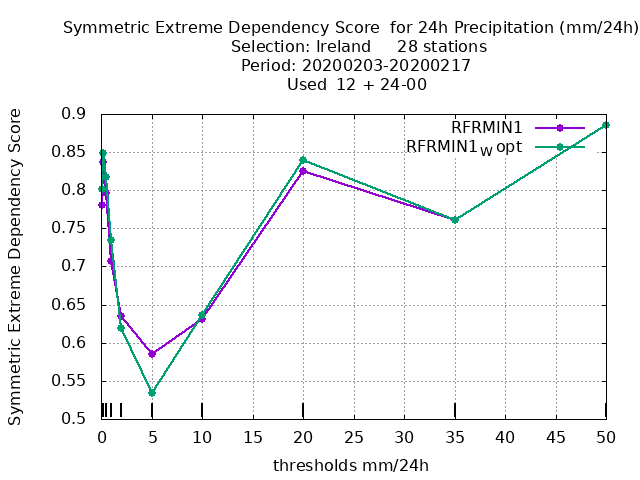 Symmetric Extreme Dependency Score  for 24h Precipitation (mm/24h)
Selection: Ireland     28 stations
Period: 20200203-20200217
Used  12 + 24-00
Symmetric Extreme Dependency Score
0.9
0.85
0.8
0.75
0.7
0.65
0.6
0.55
0.5
RFRMIN1
RFRMIN1W opt
0 5 10 15 20 25 30 35 40 45 50
thresholds mm/24h